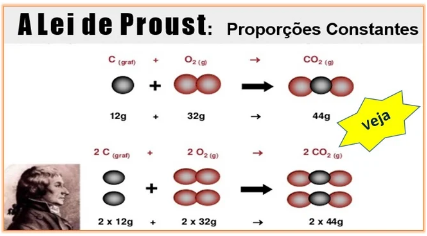 A Lei de Proust: Proporções Constantes
C (graf) + O2 (g) → CO2 (g)
+
12g + 32g → 44g
veja
2 C (graf) + 2 O2 (g) → 2 CO2 (g)
+
2 x 12g + 2 x 32g → 2 x 44g